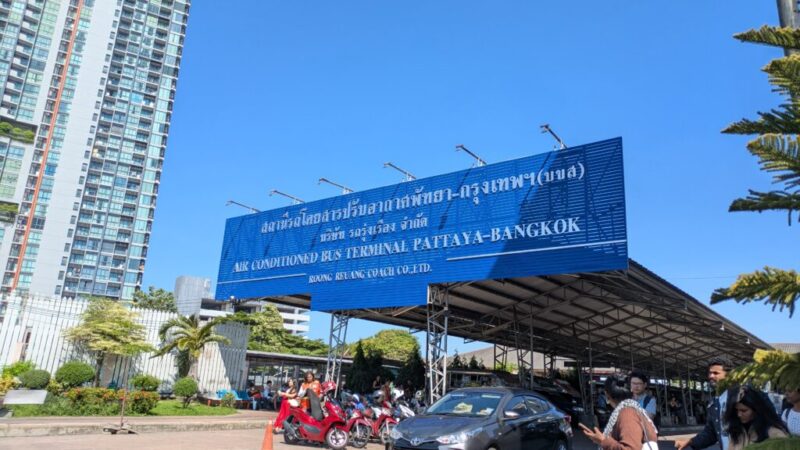 สถานีรถโดยสารปรับอากาศพัทยา-กรุงเทพฯ(บขส)
บริษัท รถรุ่งเรือง จำกัด
AIR CONDITIONED BUS TERMINAL PATTAYA-BANGKOK
ROONG REUANG COACH CO.,LTD.